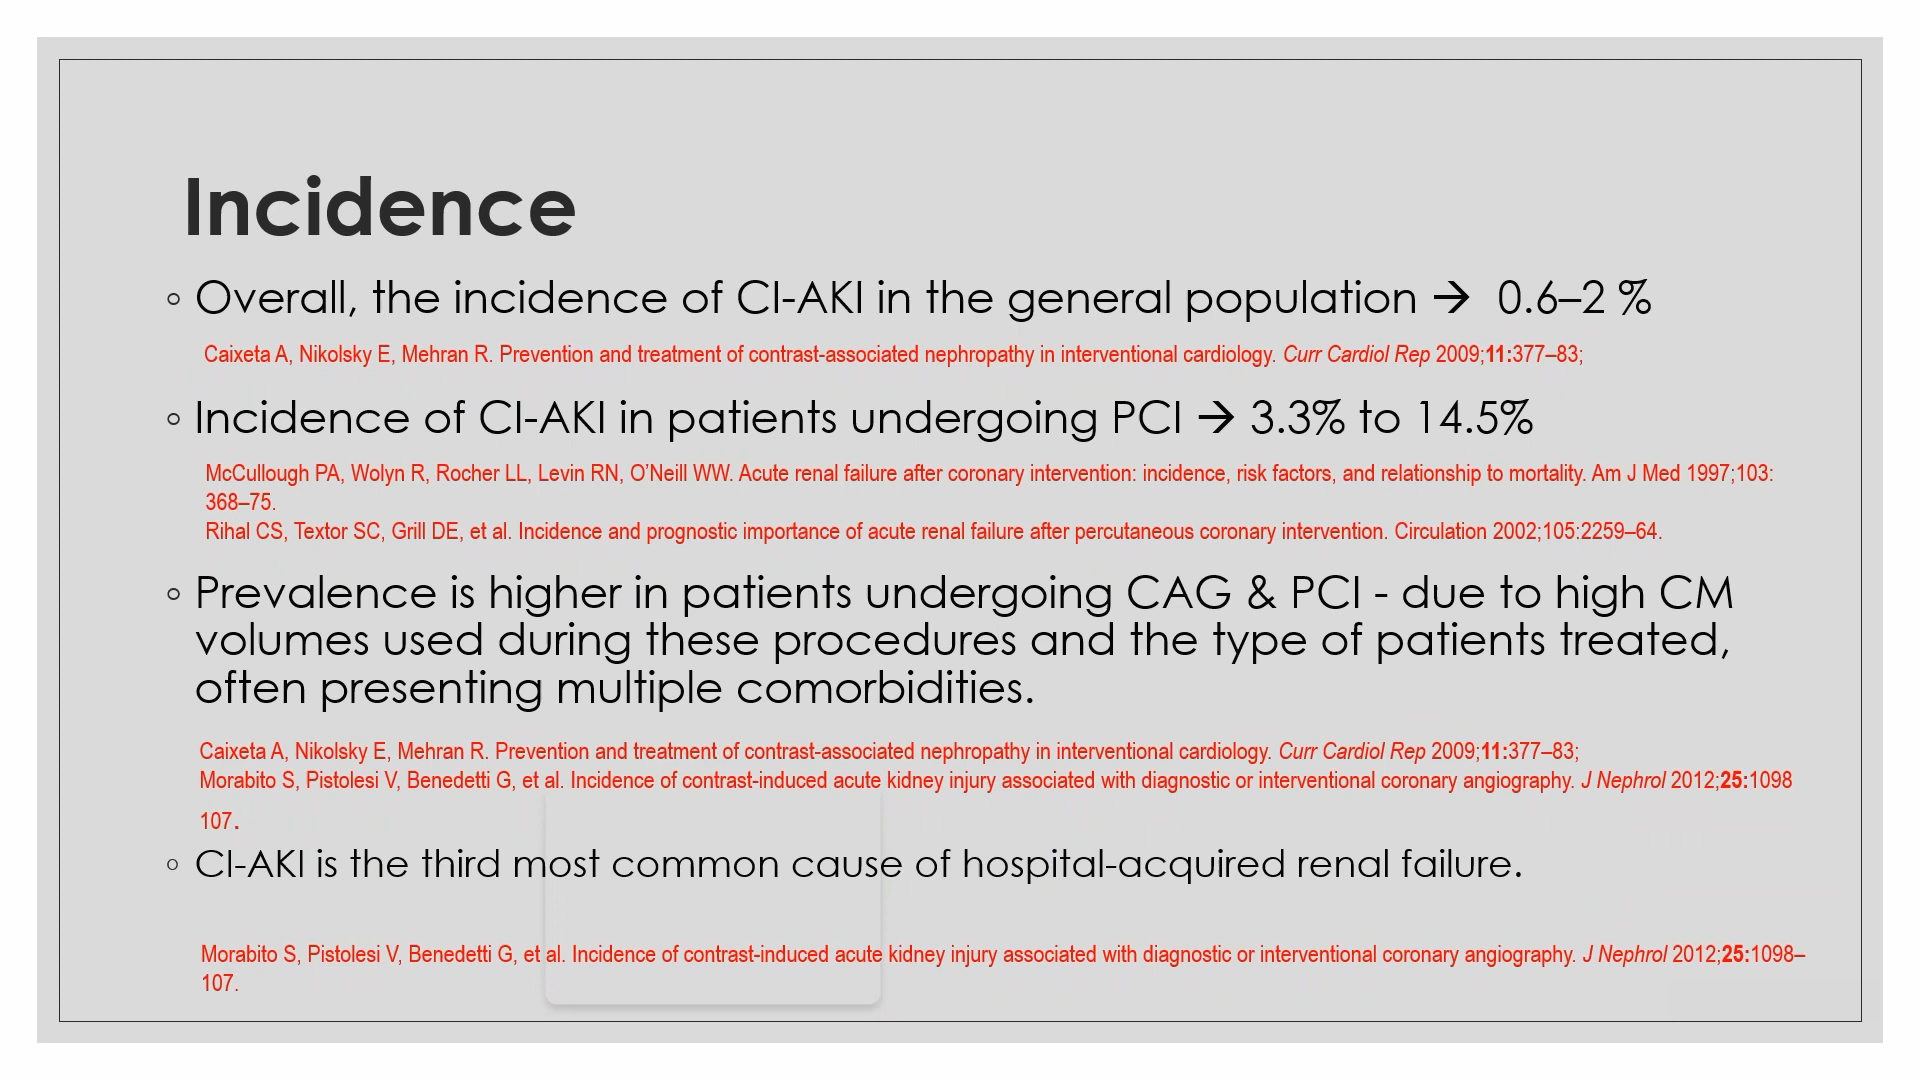 Incidence
◦ Overall, the incidence of CI-AKI in the general population → 0.6–2 %
Caixeta A, Nikolsky E, Mehran R. Prevention and treatment of contrast-associated nephropathy in interventional cardiology. Curr Cardiol Rep 2009;11:377–83;
◦ Incidence of CI-AKI in patients undergoing PCI → 3.3% to 14.5%
McCullough PA, Wolyn R, Rocher LL, Levin RN, O’Neill WW. Acute renal failure after coronary intervention: incidence, risk factors, and relationship to mortality. Am J Med 1997;103:
368–75.
Rihal CS, Textor SC, Grill DE, et al. Incidence and prognostic importance of acute renal failure after percutaneous coronary intervention. Circulation 2002;105:2259–64.
◦ Prevalence is higher in patients undergoing CAG & PCI - due to high CM
volumes used during these procedures and the type of patients treated,
often presenting multiple comorbidities.
Caixeta A, Nikolsky E, Mehran R. Prevention and treatment of contrast-associated nephropathy in interventional cardiology. Curr Cardiol Rep 2009;11:377–83;
Morabito S, Pistolesi V, Benedetti G, et al. Incidence of contrast-induced acute kidney injury associated with diagnostic or interventional coronary angiography. J Nephrol 2012;25:1098
107.
◦ CI-AKI is the third most common cause of hospital-acquired renal failure.
Morabito S, Pistolesi V, Benedetti G, et al. Incidence of contrast-induced acute kidney injury associated with diagnostic or interventional coronary angiography. J Nephrol 2012;25:1098–
107.